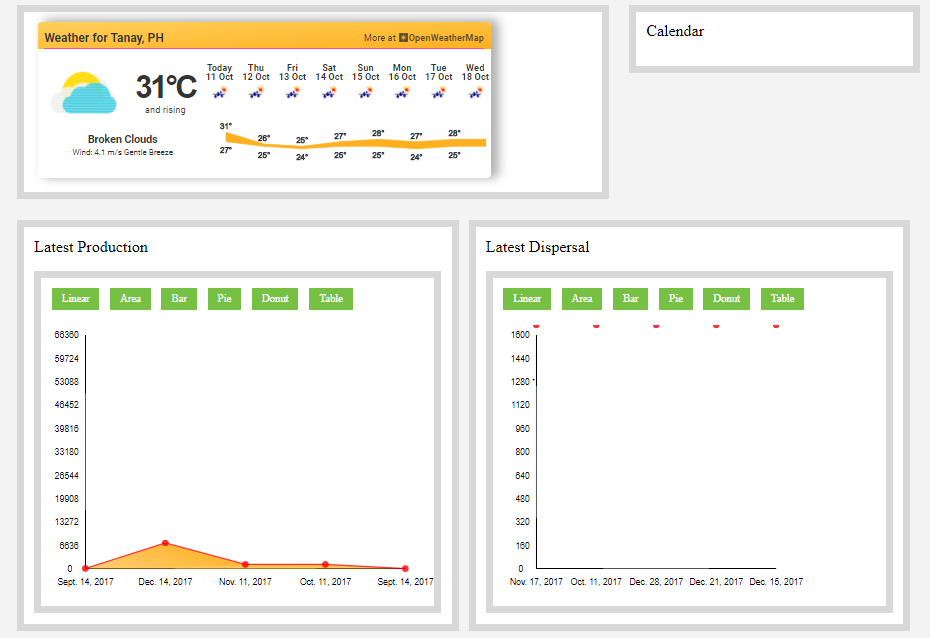 Weather for Tanay, PH
More at OpenWeatherMap
31°C
and rising
Broken Clouds
Wind: 4.1 m/s Gentle Breeze
Today Thu Fri Sat Sun Mon Tue Wed
11 Oct 12 Oct 13 Oct 14 Oct 15 Oct 16 Oct 17 Oct 18 Oct
31° 26° 25° 27° 28° 27° 28°
27° 25° 24° 25° 25° 24° 25°
Calendar
Latest Production
Linear Area Bar Pie Donut Table
66360
59724
53088
46452
39816
33180
26544
19908
13272
6636
0
Sept. 14, 2017 Dec. 14, 2017 Nov. 11, 2017 Oct. 11, 2017 Sept. 14, 2017
Latest Dispersal
Linear Area Bar Pie Donut Table
1600
1440
1280
1120
960
800
640
480
320
160
0
Nov. 17, 2017 Oct. 11, 2017 Dec. 28, 2017 Dec. 21, 2017 Dec. 15, 2017